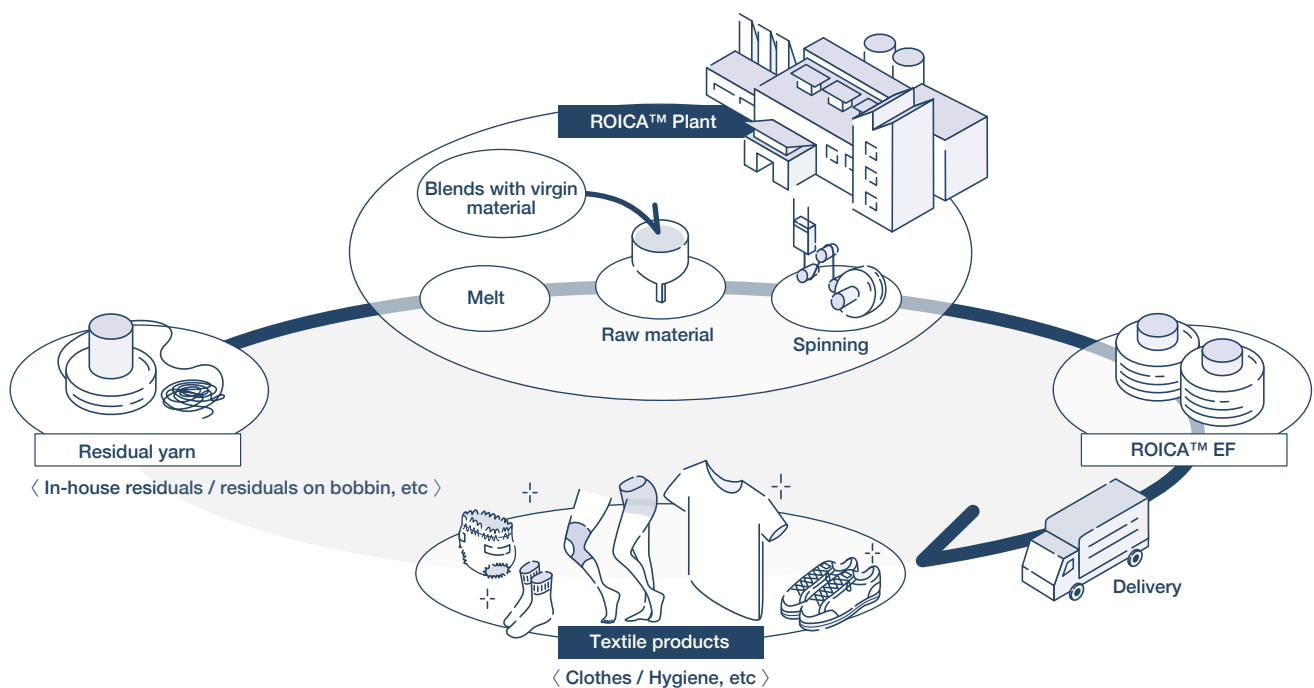 ROICA™ Plant
Blends with virgin
material
Melt
Raw material
Spinning
Residual yarn
〈 In-house residuals / residuals on bobbin, etc 〉
ROICA™ EF
Delivery
Textile products
〈 Clothes / Hygiene, etc 〉